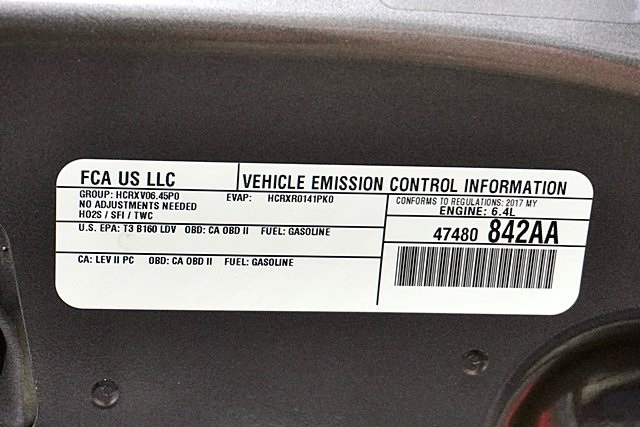 FCA US LLC
VEHICLE EMISSION CONTROL INFORMATION
GROUP: HCRXV06.45P0 EVAP: HCRXR0141PK0
NO ADJUSTMENTS NEEDED
HO2S / SFI / TWC
CONFORMS TO REGULATIONS: 2017 MY
ENGINE: 6.4L
U.S. EPA: T3 B160 LDV OBD: CA OBD II FUEL: GASOLINE
47480 842AA
CA: LEV II PC OBD: CA OBD II FUEL: GASOLINE